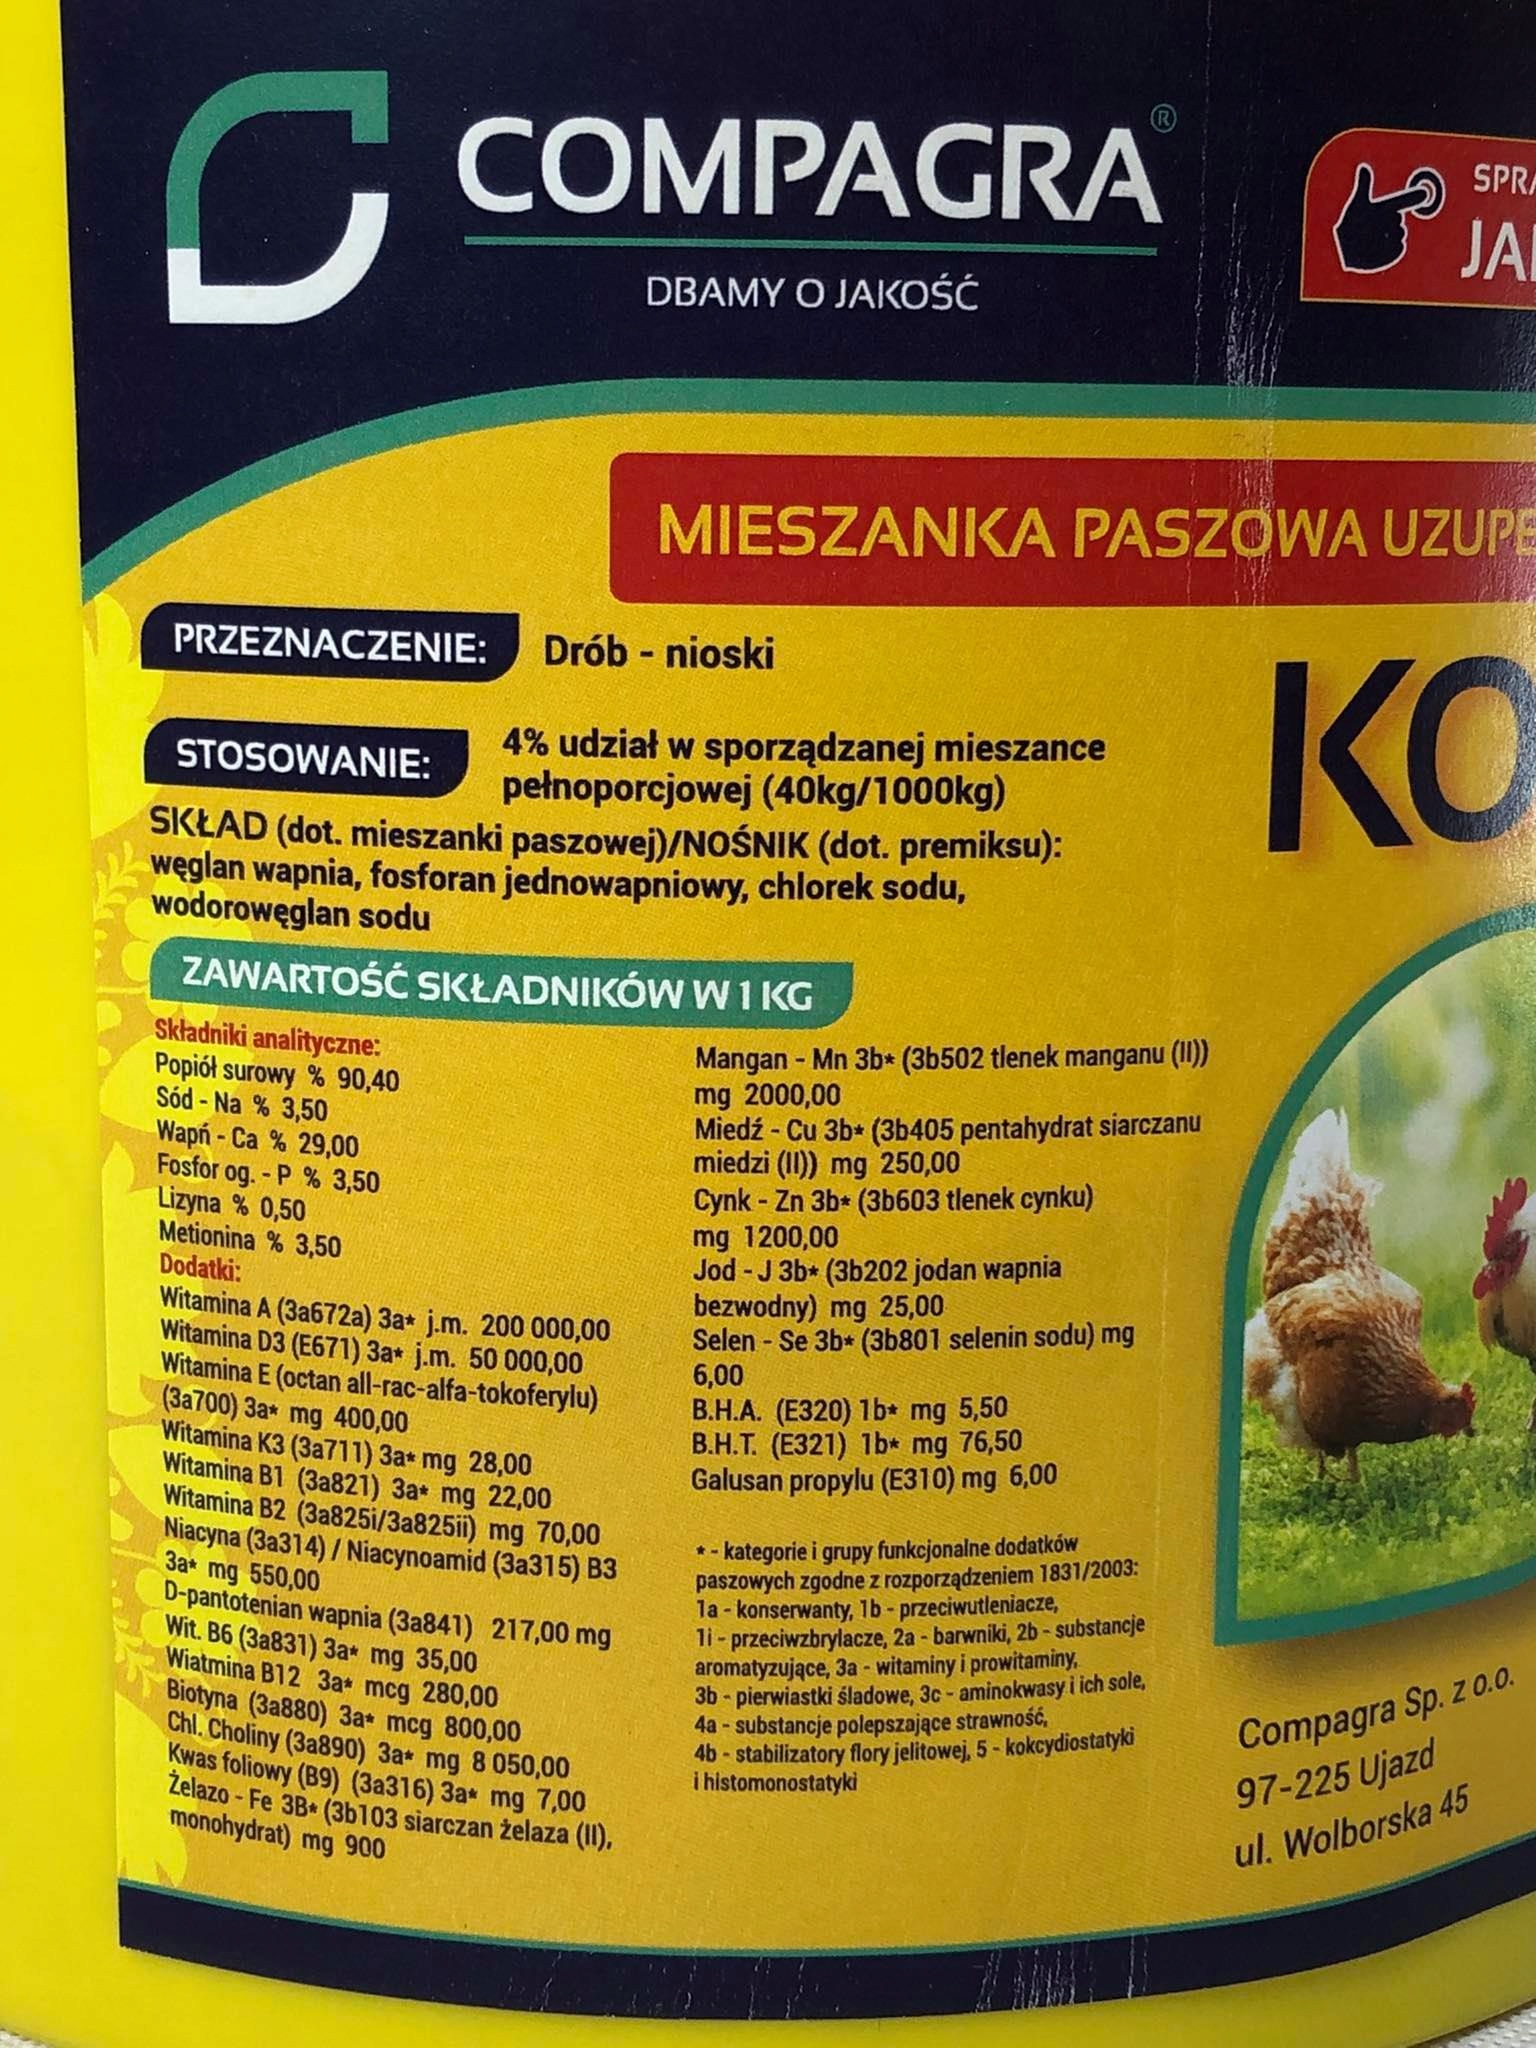 COMPAGRA®
DBAMY O JAKOŚĆ
MIESZANKA PASZOWA
PRZEZNACZENIE: Drób - nioski
STOSOWANIE: 4% udział w sporządzanej mieszance
pełnoporcjowej (40kg/1000kg)
SKŁAD (dot. mieszanki paszowej)/NOŚNIK (dot. premiksu):
węglan wapnia, fosforan jednowapniowy, chlorek sodu,
wodorowęglan sodu
ZAWARTOŚĆ SKŁADNIKÓW W 1 KG
Składniki analityczne:
Popiół surowy % 90,40
Sód - Na % 3,50
Wapń - Ca % 29,00
Fosfor og. - P % 3,50
Lizyna % 0,50
Metionina % 3,50
Dodatki:
Witamina A (3a672a) 3a* j.m. 200 000,00
Witamina D3 (E671) 3a* j.m. 50 000,00
Witamina E (octan all-rac-alfa-tokoferylu)
(3a700) 3a* mg 400,00
Witamina K3 (3a711) 3a* mg 28,00
Witamina B1 (3a821) 3a* mg 22,00
Witamina B2 (3a825i/3a825ii) mg 70,00
Niacyna (3a314) / Niacynoamid (3a315) B3
3a* mg 550,00
D-pantotenian wapnia (3a841) 217,00 mg
Wit. B6 (3a831) 3a* mg 35,00
Wiatmina B12 3a* mcg 280,00
Biotyna (3a880) 3a* mcg 800,00
Chl. Choliny (3a890) 3a* mg 8 050,00
Kwas foliowy (B9) (3a316) 3a* mg 7,00
Żelazo - Fe 3B* (3b103 siarczan żelaza (II),
monohydrat) mg 900
Mangan - Mn 3b* (3b502 tlenek manganu (II))
mg 2000,00
Miedź - Cu 3b* (3b405 pentahydrat siarczanu
miedzi (II)) mg 250,00
Cynk - Zn 3b* (3b603 tlenek cynku)
mg 1200,00
Jod - J 3b* (3b202 jodan wapnia
bezwodny) mg 25,00
Selen - Se 3b* (3b801 selenin sodu) mg
6,00
B.H.A. (E320) 1b* mg 5,50
B.H.T. (E321) 1b* mg 76,50
Galusan propylu (E310) mg 6,00
* - kategorie i grupy funkcjonalne dodatków
paszowych zgodne z rozporządzeniem 1831/2003:
1a - konserwanty, 1b - przeciwutleniacze,
1i - przeciwzbrylacze, 2a - barwniki, 2b - substancje
aromatyzujące, 3a - witaminy i prowitaminy,
3b - pierwiastki śladowe, 3c - aminokwasy i ich sole,
4a - substancje polepszające strawność,
4b - stabilizatory flory jelitowej, 5 - kokcydiostatyki
i histomonostatyki
Compagra Sp. z o.o.
97-225 Ujazd
ul. Wolborska 45